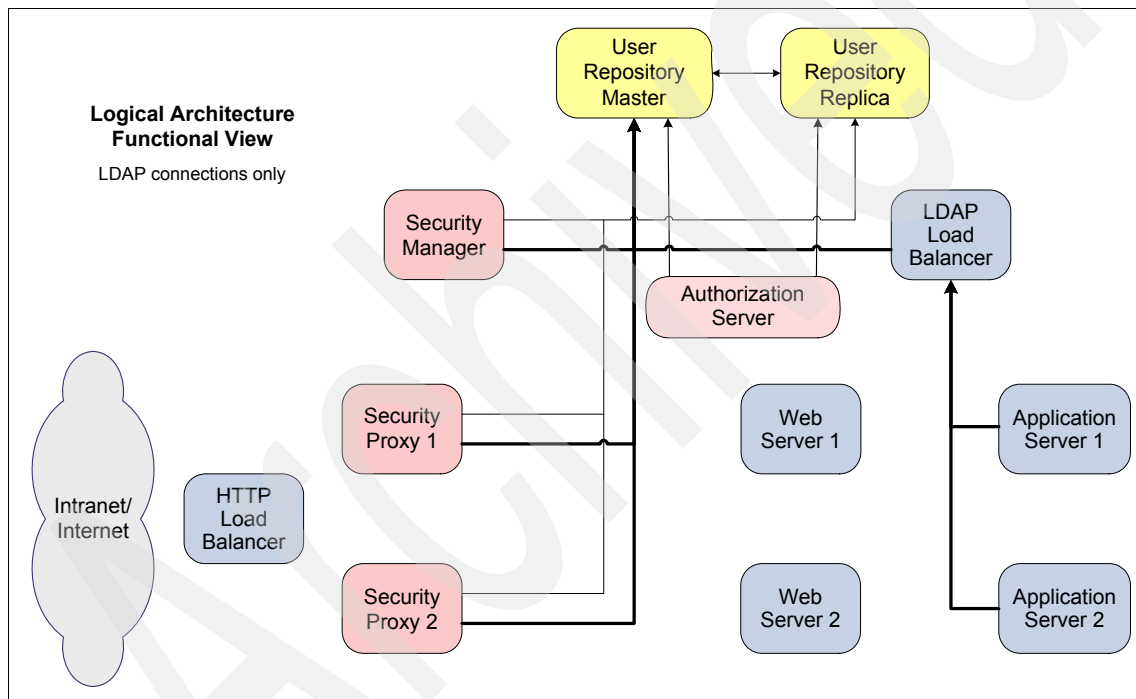 User
Repository
Master
User
Repository
Replica
Logical Architecture
Functional View
LDAP connections only
Security
Manager
LDAP
Load
Balancer
Authorization
Server
Security
Proxy 1
Web
Server 1
Application
Server 1
Intranet/
Internet
HTTP
Load
Balancer
Security
Proxy 2
Web
Server 2
Application
Server 2
Archived